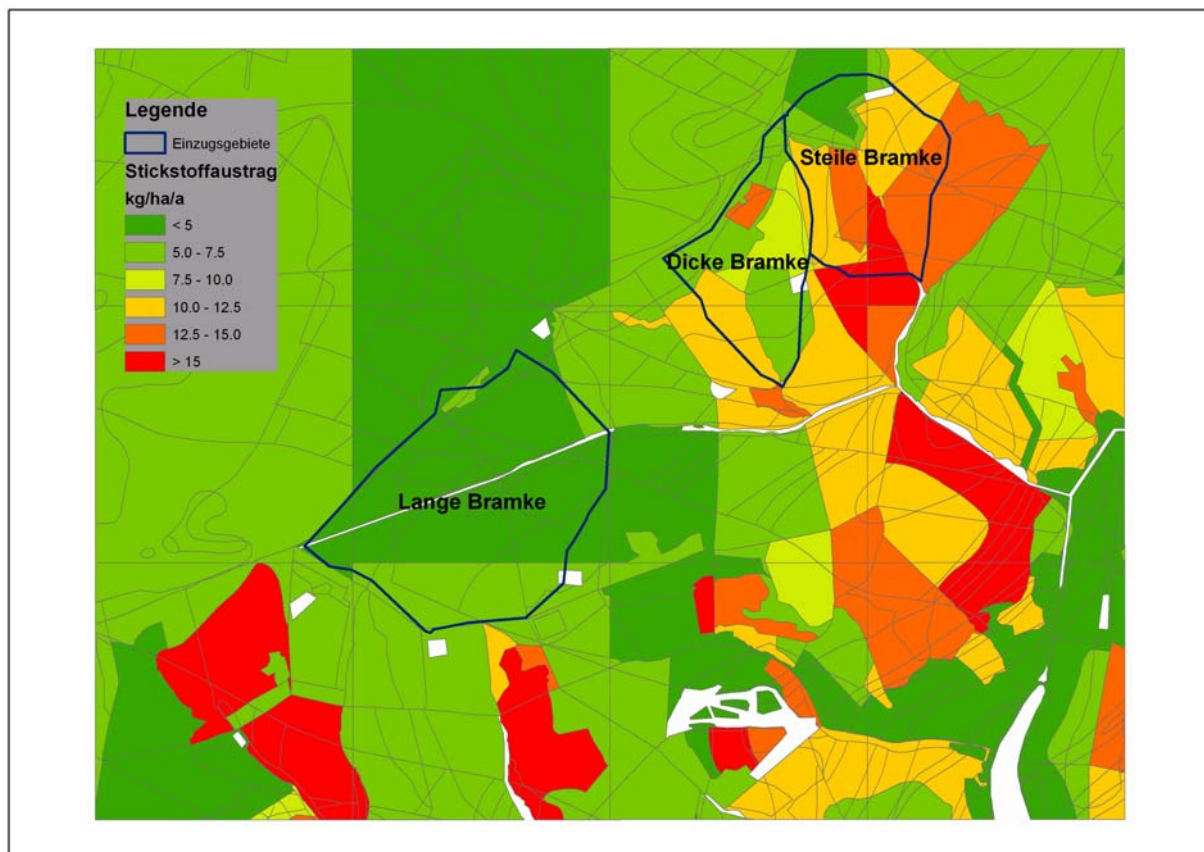 Legende
Einzugsgebiete
Stickstoffaustrag
kg/ha/a
< 5
5.0 - 7.5
7.5 - 10.0
10.0 - 12.5
12.5 - 15.0
> 15
Steile Bramke
Dicke Bramke
Lange Bramke